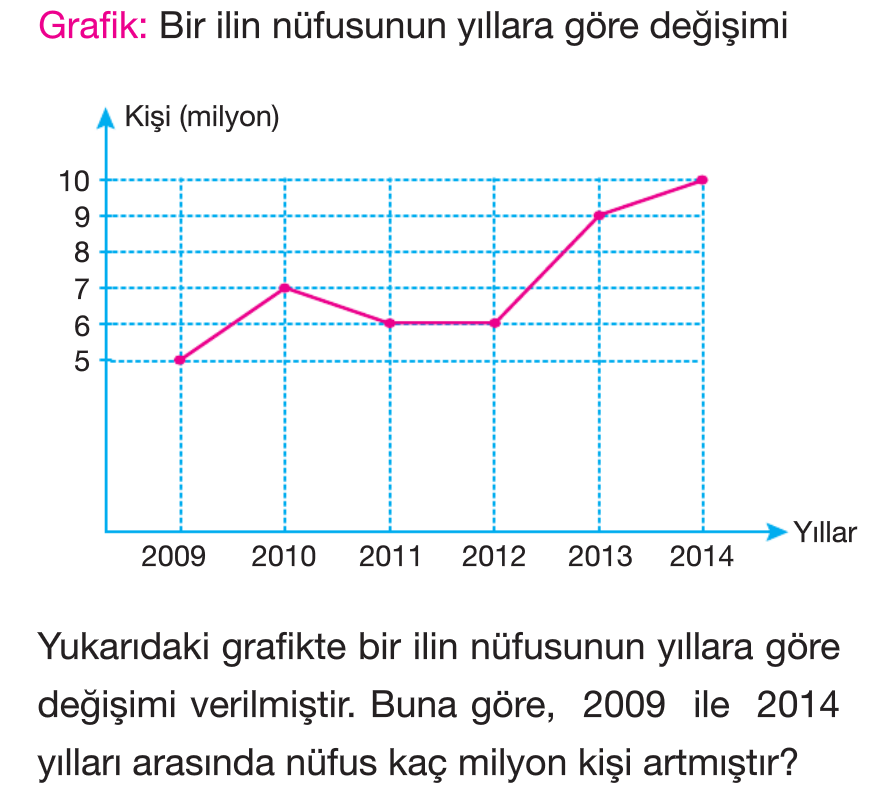 Grafik: Bir ilin nüfusunun yıllara göre değişimi
Kişi (milyon)
10
9
8
7
6
5
Yıllar
2009 2010 2011 2012 2013 2014
Yukarıdaki grafikte bir ilin nüfusunun yıllara göre
değişimi verilmiştir. Buna göre, 2009 ile 2014
yılları arasında nüfus kaç milyon kişi artmıştır?